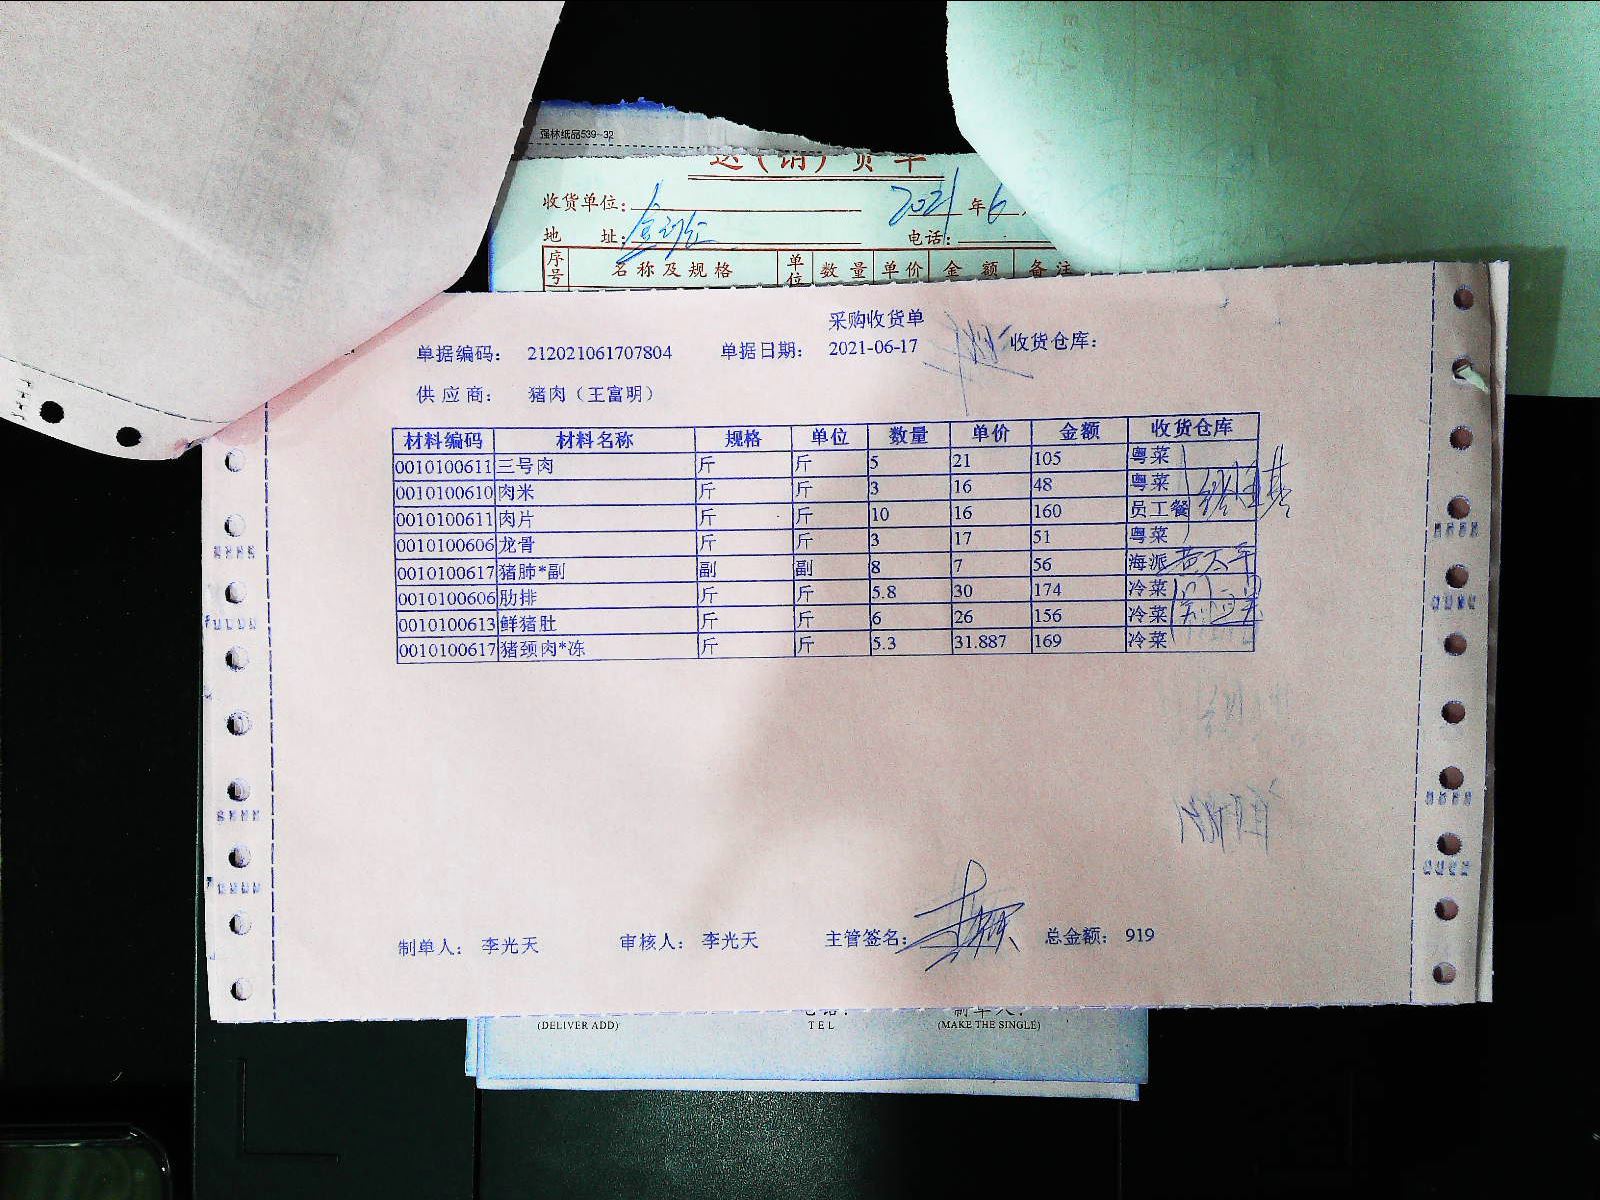 强林纸品539-32
送(销)货单
收货单位: 2021年6
地 址: 电话:
序号 名称及规格 单位 数量 单价 金额 备注
采购收货单
单据编码: 212021061707804 单据日期: 2021-06-17 收货仓库:
供应商: 猪肉(王富明)
材料编码 材料名称 规格 单位 数量 单价 金额 收货仓库
0010100611 三号肉 斤 斤 5 21 105 粤菜
0010100610 肉米 斤 斤 3 16 48 粤菜
0010100611 肉片 斤 斤 10 16 160 员工餐
0010100606 龙骨 斤 斤 3 17 51 粤菜
0010100617 猪肺*副 副 副 8 7 56 海派
0010100606 肋排 斤 斤 5.8 30 174 冷菜
0010100613 鲜猪肚 斤 斤 6 26 156 冷菜
0010100617 猪颈肉*冻 斤 斤 5.3 31.887 169 冷菜
制单人: 李光天 审核人: 李光天 主管签名: 总金额: 919
(DELIVER ADD) TEL (MAKE THE SINGLE)